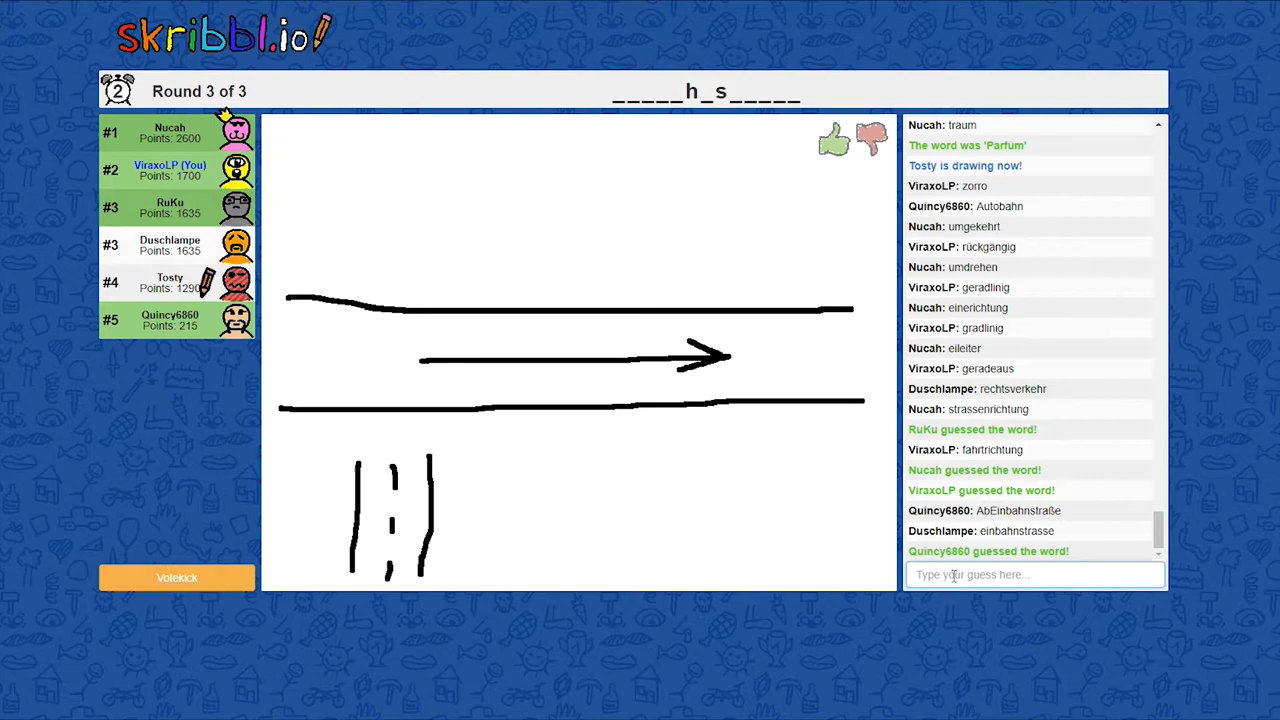 skribbl.io!
2
Round 3 of 3
_____h_s_____
#1 Nucah
Points: 2600
#2 ViraxoLP (You)
Points: 1700
#3 RuKu
Points: 1635
#3 Duschlampe
Points: 1635
#4 Tosty
Points: 1290
#5 Quincy6860
Points: 215
Votekick
Nucah: traum
The word was 'Parfüm'
Tosty is drawing now!
ViraxoLP: zorro
Quincy6860: Autobahn
Nucah: umgekehrt
ViraxoLP: rückgängig
Nucah: umdrehen
ViraxoLP: geradlinig
Nucah: einerichtung
ViraxoLP: gradlinig
Nucah: eileiter
ViraxoLP: geradeaus
Duschlampe: rechtsverkehr
Nucah: strassenrichtung
RuKu guessed the word!
ViraxoLP: fahrtrichtung
Nucah guessed the word!
ViraxoLP guessed the word!
Quincy6860: AbEinbahnstraße
Duschlampe: einbahnstrasse
Quincy6860 guessed the word!
Type your guess here...